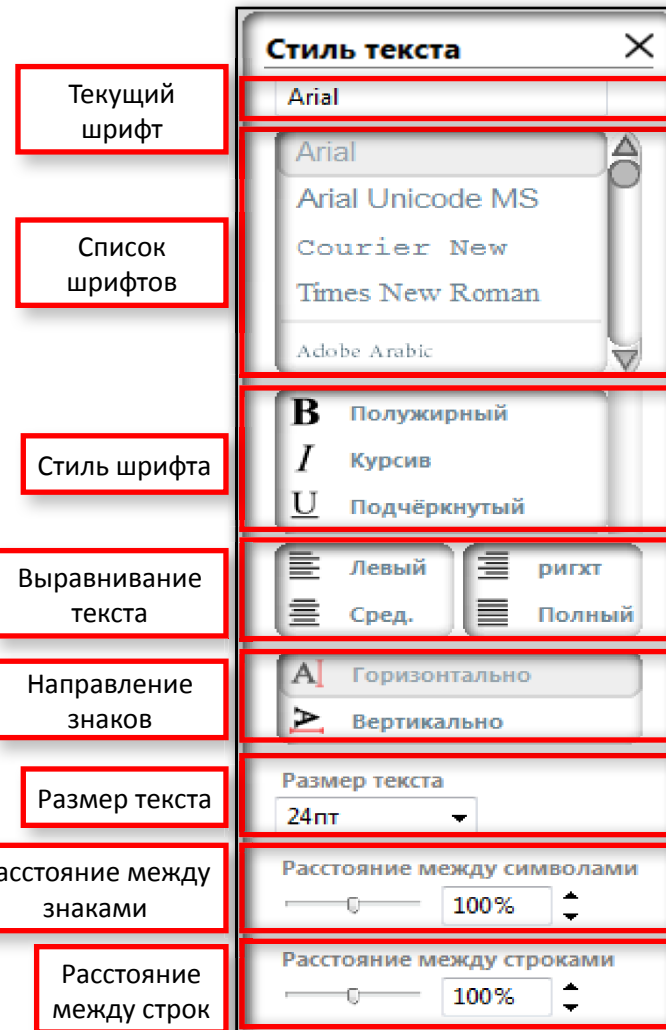 Стиль текста
Текущий
шрифт
Arial
Список
шрифтов
Arial
Arial Unicode MS
Courier New
Times New Roman
Adobe Arabic
Стиль шрифта
B Полужирный
I Курсив
U Подчёркнутый
Выравнивание
текста
Левый
ригхт
Сред.
Полный
Направление
знаков
A Горизонтально
A Вертикально
Размер текста
Размер текста
24пт
асстояние между
знаками
Расстояние между символами
100%
Расстояние
между строк
Расстояние между строками
100%